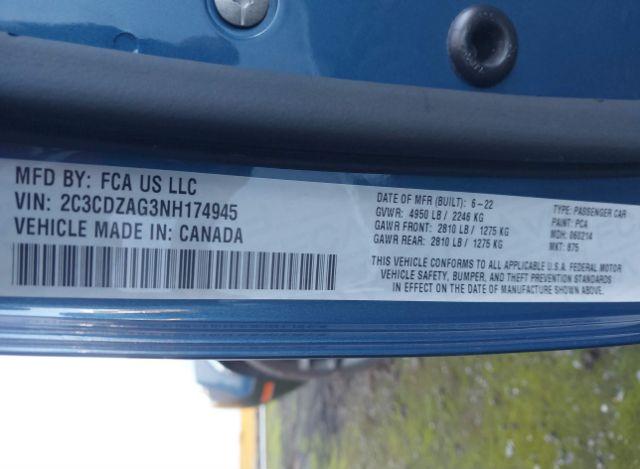 MFD BY: FCA US LLC
VIN: 2C3CDZAG3NH174945
VEHICLE MADE IN: CANADA
DATE OF MFR (BUILT): 6-22
GVWR: 4950 LB / 2246 KG
GAWR FRONT: 2810 LB / 1275 KG
GAWR REAR: 2810 LB / 1275 KG
TYPE: PASSENGER CAR
PAINT: PCA
MDH: 060214
MKT: 875
THIS VEHICLE CONFORMS TO ALL APPLICABLE U.S.A. FEDERAL MOTOR
VEHICLE SAFETY, BUMPER, AND THEFT PREVENTION STANDARDS
IN EFFECT ON THE DATE OF MANUFACTURE SHOWN ABOVE.